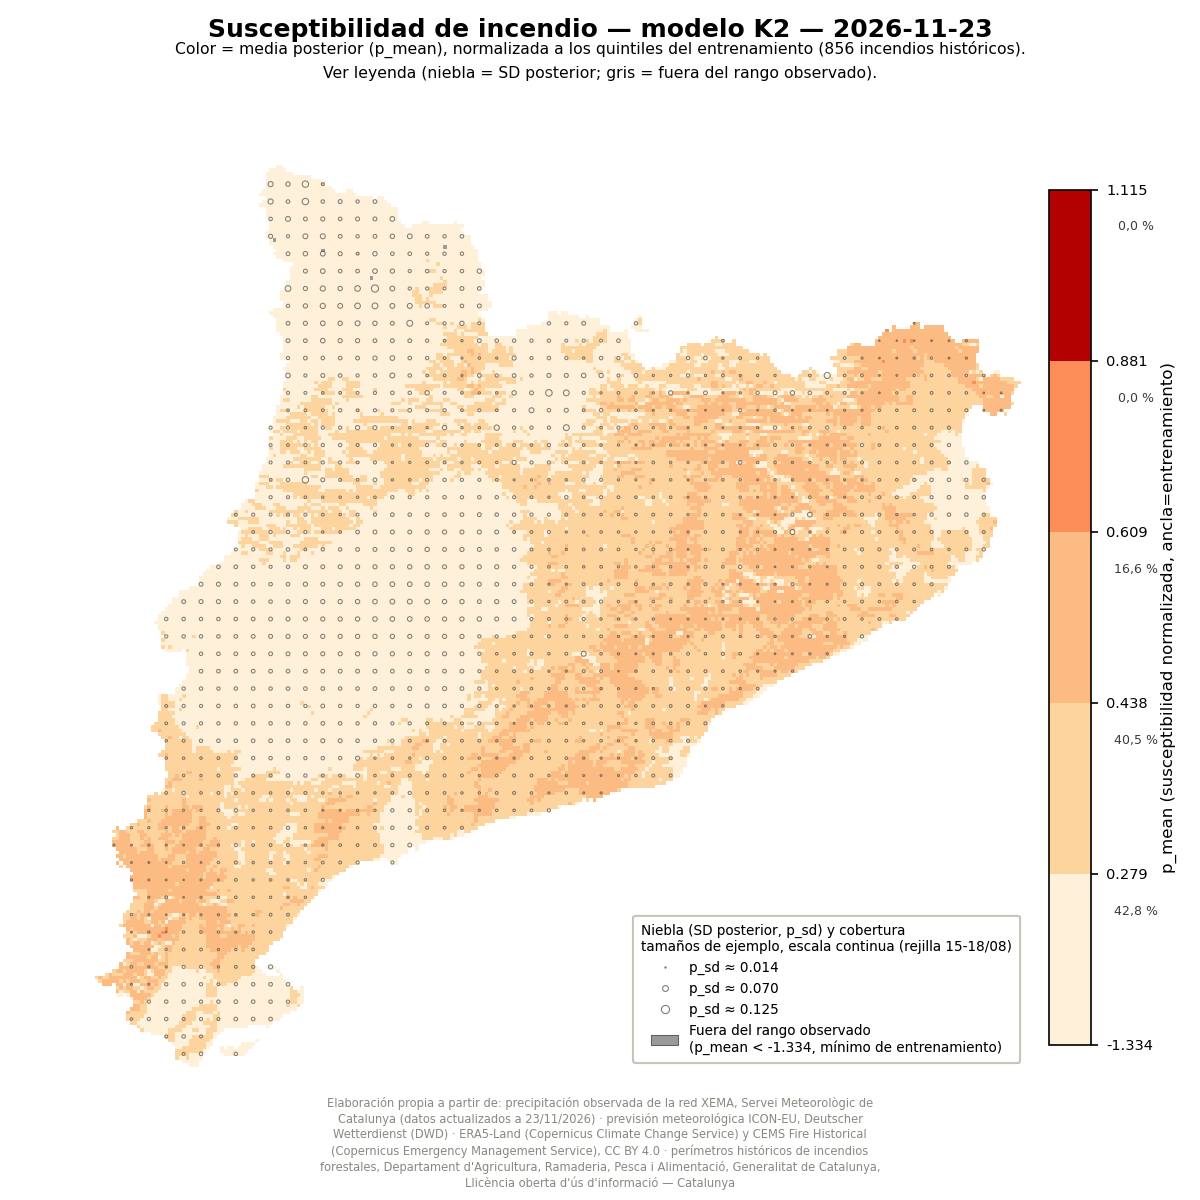 Susceptibilidad de incendio — modelo K2 — 2026-11-23
Color = media posterior (p_mean), normalizada a los quintiles del entrenamiento (856 incendios históricos).
Ver leyenda (niebla = SD posterior; gris = fuera del rango observado).
1.115
0,0 %
0.881
0,0 %
0.609
16,6 %
0.438
40,5 %
0.279
42,8 %
-1.334
p_mean (susceptibilidad normalizada, ancla=entrenamiento)
Niebla (SD posterior, p_sd) y cobertura
tamaños de ejemplo, escala continua (rejilla 15-18/08)
p_sd ≈ 0.014
p_sd ≈ 0.070
p_sd ≈ 0.125
Fuera del rango observado
(p_mean < -1.334, mínimo de entrenamiento)
Elaboración propia a partir de: precipitación observada de la red XEMA, Servei Meteorològic de
Catalunya (datos actualizados a 23/11/2026) · previsión meteorológica ICON-EU, Deutscher
Wetterdienst (DWD) · ERA5-Land (Copernicus Climate Change Service) y CEMS Fire Historical
(Copernicus Emergency Management Service), CC BY 4.0 · perímetros históricos de incendios
forestales, Departament d'Agricultura, Ramaderia, Pesca i Alimentació, Generalitat de Catalunya,
Llicència oberta d'ús d'informació — Catalunya